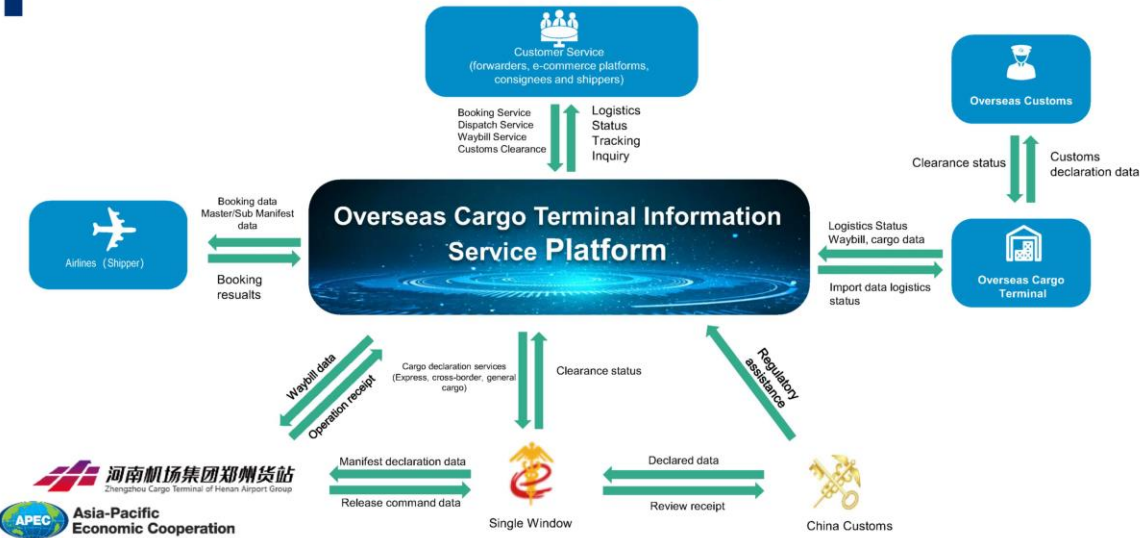 Customer Service
(forwarders, e-commerce platforms,
consignees and shippers)
Overseas Customs
Booking Service
Dispatch Service
Waybill Service
Customs Clearance
Logistics
Status
Tracking
Inquiry
Clearance status
Customs
declaration data
Booking data
Master/Sub Manifest
data
Airlines（Shipper）
Booking
resualts
Overseas Cargo Terminal Information
Service Platform
Logistics Status
Waybill, cargo data
Import data logistics
status
Overseas Cargo
Terminal
Waybill data
Operation receipt
Cargo declaration services
(Express, cross-border, general
cargo)
Clearance status
Regulatory
assistance
河南机场集团郑州货站
Zhengzhou Cargo Terminal of Henan Airport Group
Manifest declaration data
Release command data
Single Window
Declared data
Review receipt
China Customs
APEC
Asia-Pacific
Economic Cooperation